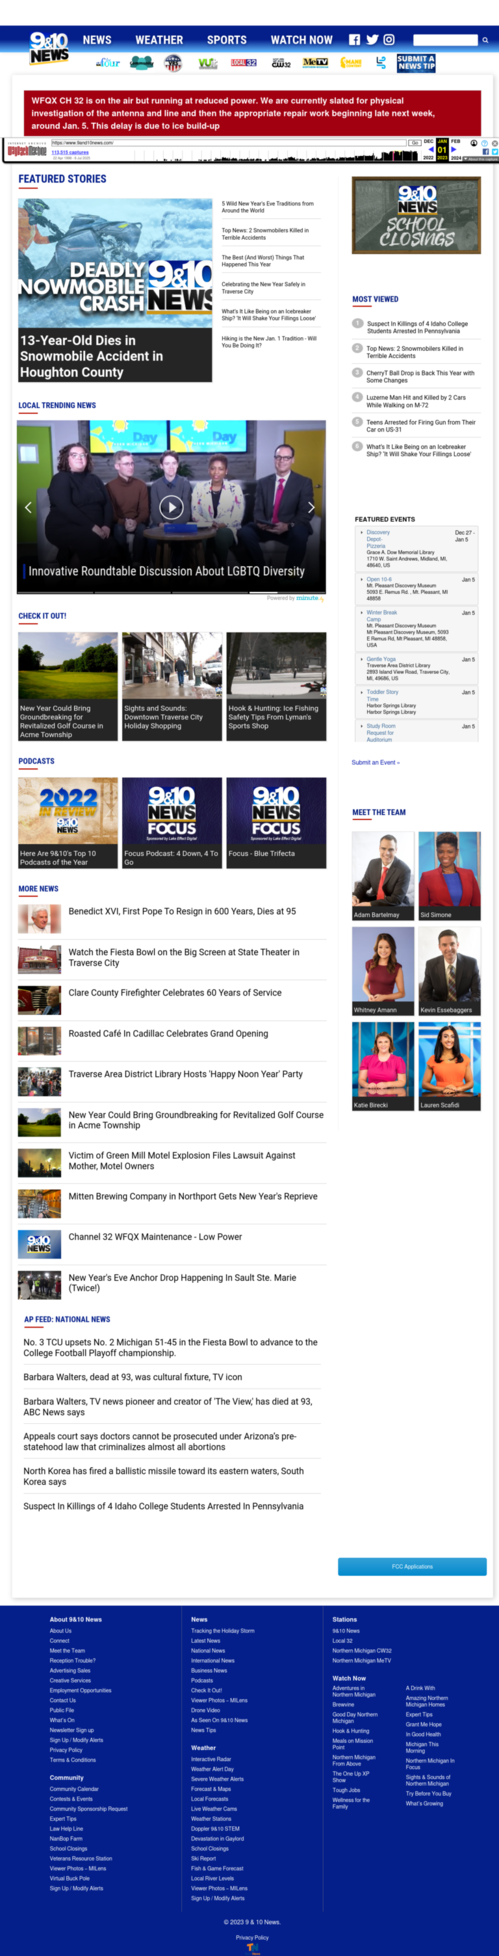 9&10 NEWS
NEWS WEATHER SPORTS WATCH NOW
the four
VUit
LOCAL 32
CW32
MeTV
SUBMIT A NEWS TIP
WFQX CH 32 is on the air but running at reduced power. We are currently slated for physical
investigation of the antenna and line and then the appropriate repair work beginning late next week,
around Jan. 5. This delay is due to ice build-up
https://www.9and10news.com/
Go
DEC JAN FEB
113,515 captures
01
2022 2023 2024
FEATURED STORIES
DEADLY
SNOWMOBILE
CRASH
9&10 NEWS
13-Year-Old Dies in
Snowmobile Accident in
Houghton County
5 Wild New Year's Eve Traditions from
Around the World
Top News: 2 Snowmobilers Killed in
Terrible Accidents
The Best (And Worst) Things That
Happened This Year
Celebrating the New Year Safely in
Traverse City
What's It Like Being on an Icebreaker
Ship? 'It Will Shake Your Fillings Loose'
Hiking is the New Jan. 1 Tradition - Will
You Be Doing It?
9&10 NEWS
SCHOOL
CLOSINGS
MOST VIEWED
1 Suspect In Killings of 4 Idaho College
Students Arrested In Pennsylvania
2 Top News: 2 Snowmobilers Killed in
Terrible Accidents
3 CherryT Ball Drop is Back This Year with
Some Changes
4 Luzerne Man Hit and Killed by 2 Cars
While Walking on M-72
5 Teens Arrested for Firing Gun from Their
Car on US-31
6 What's It Like Being an Icebreaker
Ship? 'It Will Shake Your Fillings Loose'
LOCAL TRENDING NEWS
Innovative Roundtable Discussion About LGBTQ Diversity
Powered by minute
FEATURED EVENTS
Discovery
Depot
Pizzeria
Dec 27 -
Jan 5
Grace A. Dow Memorial Library
1710 W. Saint Andrews, Midland, MI,
48640, US
Open 10-6
Jan 5
Mt. Pleasant Discovery Museum
5093 E. Remus Rd. , Mt. Pleasant, MI
48858
Winter Break
Camp
Jan 5
Mt. Pleasant Discovery Museum
Mt Pleasant Discovery Museum, 5093
E Remus Rd, Mt Pleasant, MI 48858,
USA
Gentle Yoga
Jan 5
Traverse Area District Library
2893 Island View Road, Traverse City,
MI, 49686, US
Toddler Story
Time
Jan 5
Harbor Springs Library
Harbor Springs Library
Study Room
Request for
Auditorium
Jan 5
Submit an Event »
CHECK IT OUT!
New Year Could Bring
Groundbreaking for
Revitalized Golf Course in
Acme Township
Sights and Sounds:
Downtown Traverse City
Holiday Shopping
Hook & Hunting: Ice Fishing
Safety Tips From Lyman's
Sports Shop
PODCASTS
2022
IN REVIEW
9&10 NEWS
Here Are 9&10's Top 10
Podcasts of the Year
9&10
NEWS
FOCUS
Focus Podcast: 4 Down, 4 To
Go
9&10
NEWS
FOCUS
Focus - Blue Trifecta
MEET THE TEAM
Adam Bartelmay
Sid Simone
Whitney Amann
Kevin Essebaggers
Katie Birecki
Lauren Scafidi
MORE NEWS
Benedict XVI, First Pope To Resign in 600 Years, Dies at 95
Watch the Fiesta Bowl on the Big Screen at State Theater in
Traverse City
Clare County Firefighter Celebrates 60 Years of Service
Roasted Café In Cadillac Celebrates Grand Opening
Traverse Area District Library Hosts 'Happy Noon Year' Party
New Year Could Bring Groundbreaking for Revitalized Golf Course
in Acme Township
Victim of Green Mill Motel Explosion Files Lawsuit Against
Mother, Motel Owners
Mitten Brewing Company in Northport Gets New Year's Reprieve
9&10
NEWS
Channel 32 WFQX Maintenance - Low Power
New Year's Eve Anchor Drop Happening In Sault Ste. Marie
(Twice!)
AP FEED: NATIONAL NEWS
No. 3 TCU upsets No. 2 Michigan 51-45 in the Fiesta Bowl to advance to the
College Football Playoff championship.
Barbara Walters, dead at 93, was cultural fixture, TV icon
Barbara Walters, TV news pioneer and creator of 'The View,' has died at 93,
ABC News says
Appeals court says doctors cannot be prosecuted under Arizona's pre-
statehood law that criminalizes almost all abortions
North Korea has fired a ballistic missile toward its eastern waters, South
Korea says
Suspect In Killings of 4 Idaho College Students Arrested In Pennsylvania
FCC Applications
About 9&10 News
About Us
Connect
Meet the Team
Reception Trouble?
Advertising Sales
Creative Services
Employment Opportunities
Contact Us
Public File
What's On
Newsletter Sign up
Sign Up / Modify Alerts
Privacy Policy
Terms & Conditions
Community
Community Calendar
Contests & Events
Community Sponsorship Request
Expert Tips
Law Help Line
NanBop Farm
School Closings
Veterans Resource Station
Viewer Photos – MILens
Virtual Buck Pole
Sign Up / Modify Alerts
News
Tracking the Holiday Storm
Latest News
National News
International News
Business News
Podcasts
Check It Out!
Viewer Photos – MILens
Drone Video
As Seen On 9&10 News
News Tips
Weather
Interactive Radar
Weather Alert Day
Severe Weather Alerts
Forecast & Maps
Local Forecasts
Live Weather Cams
Weather Stations
Doppler 9&10 STEM
Devastation in Gaylord
School Closings
Ski Report
Fish & Game Forecast
Local River Levels
Viewer Photos – MILens
Sign Up / Modify Alerts
Stations
9&10 News
Local 32
Northern Michigan CW32
Northern Michigan MeTV
Watch Now
Adventures in
Northern Michigan
Brewvine
Good Day Northern
Michigan
Hook & Hunting
Meals on Mission
Point
Northern Michigan
From Above
The One Up XP
Show
Tough Jobs
Wellness for the
Family
A Drink With
Amazing Northern
Michigan Homes
Expert Tips
Grant Me Hope
In Good Health
Michigan This
Morning
Northern Michigan In
Focus
Sights & Sounds of
Northern Michigan
Try Before You Buy
What's Growing
© 2023 9 & 10 News.
Privacy Policy